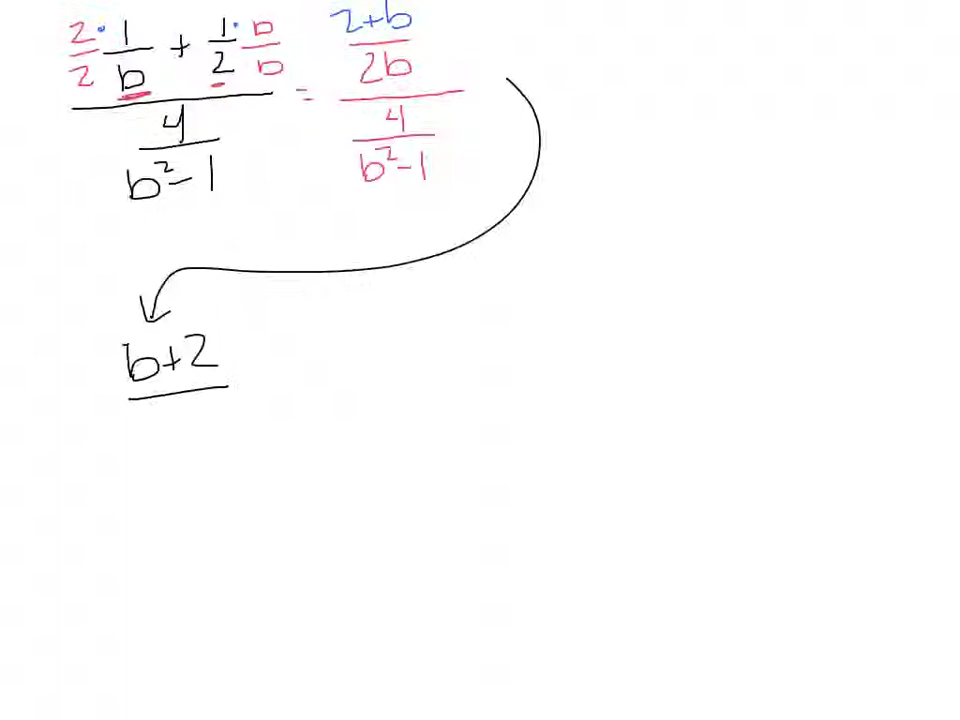 2/2 · 1/b + 1/2 · b/b = 2+b/2b
4/b²-1 4/b²-1
b+2